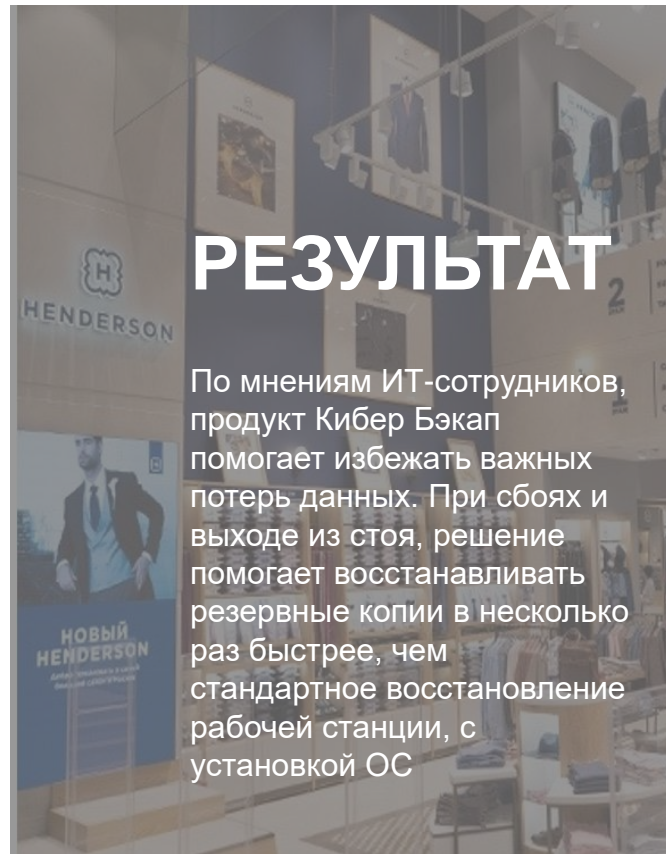 РЕЗУЛЬТАТ
HENDERSON
2
По мнениям ИТ-сотрудников,
продукт Кибер Бэкап
помогает избежать важных
потерь данных. При сбоях и
выходе из стоя, решение
помогает восстанавливать
резервные копии в несколько
раз быстрее, чем
стандартное восстановление
рабочей станции, с
установкой ОС
НОВЫЙ
HENDERSON